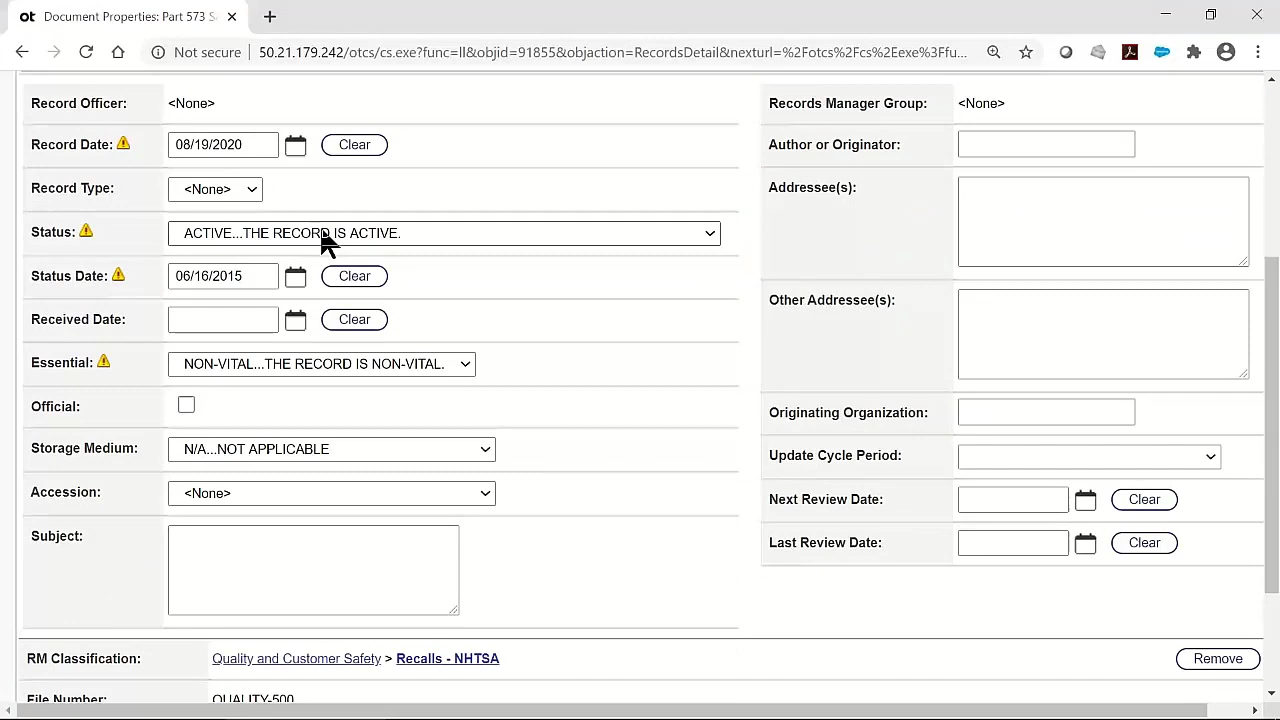 ot Document Properties: Part 573 S
Not secure 50.21.179.242/otcs/cs.exe?func=ll&objid=91855&objaction=RecordsDetail&nexturl=%2Fotcs%2Fcs%2Eexe%3Ffu...
Record Officer: <None>
Record Date: 08/19/2020 Clear
Record Type: <None>
Status: ACTIVE...THE RECORD IS ACTIVE.
Status Date: 06/16/2015 Clear
Received Date: Clear
Essential: NON-VITAL...THE RECORD IS NON-VITAL.
Official:
Storage Medium: N/A...NOT APPLICABLE
Accession: <None>
Subject:
Records Manager Group: <None>
Author or Originator:
Addressee(s):
Other Addressee(s):
Originating Organization:
Update Cycle Period:
Next Review Date: Clear
Last Review Date: Clear
RM Classification: Quality and Customer Safety > Recalls - NHTSA Remove
File Number: QUALITY-500